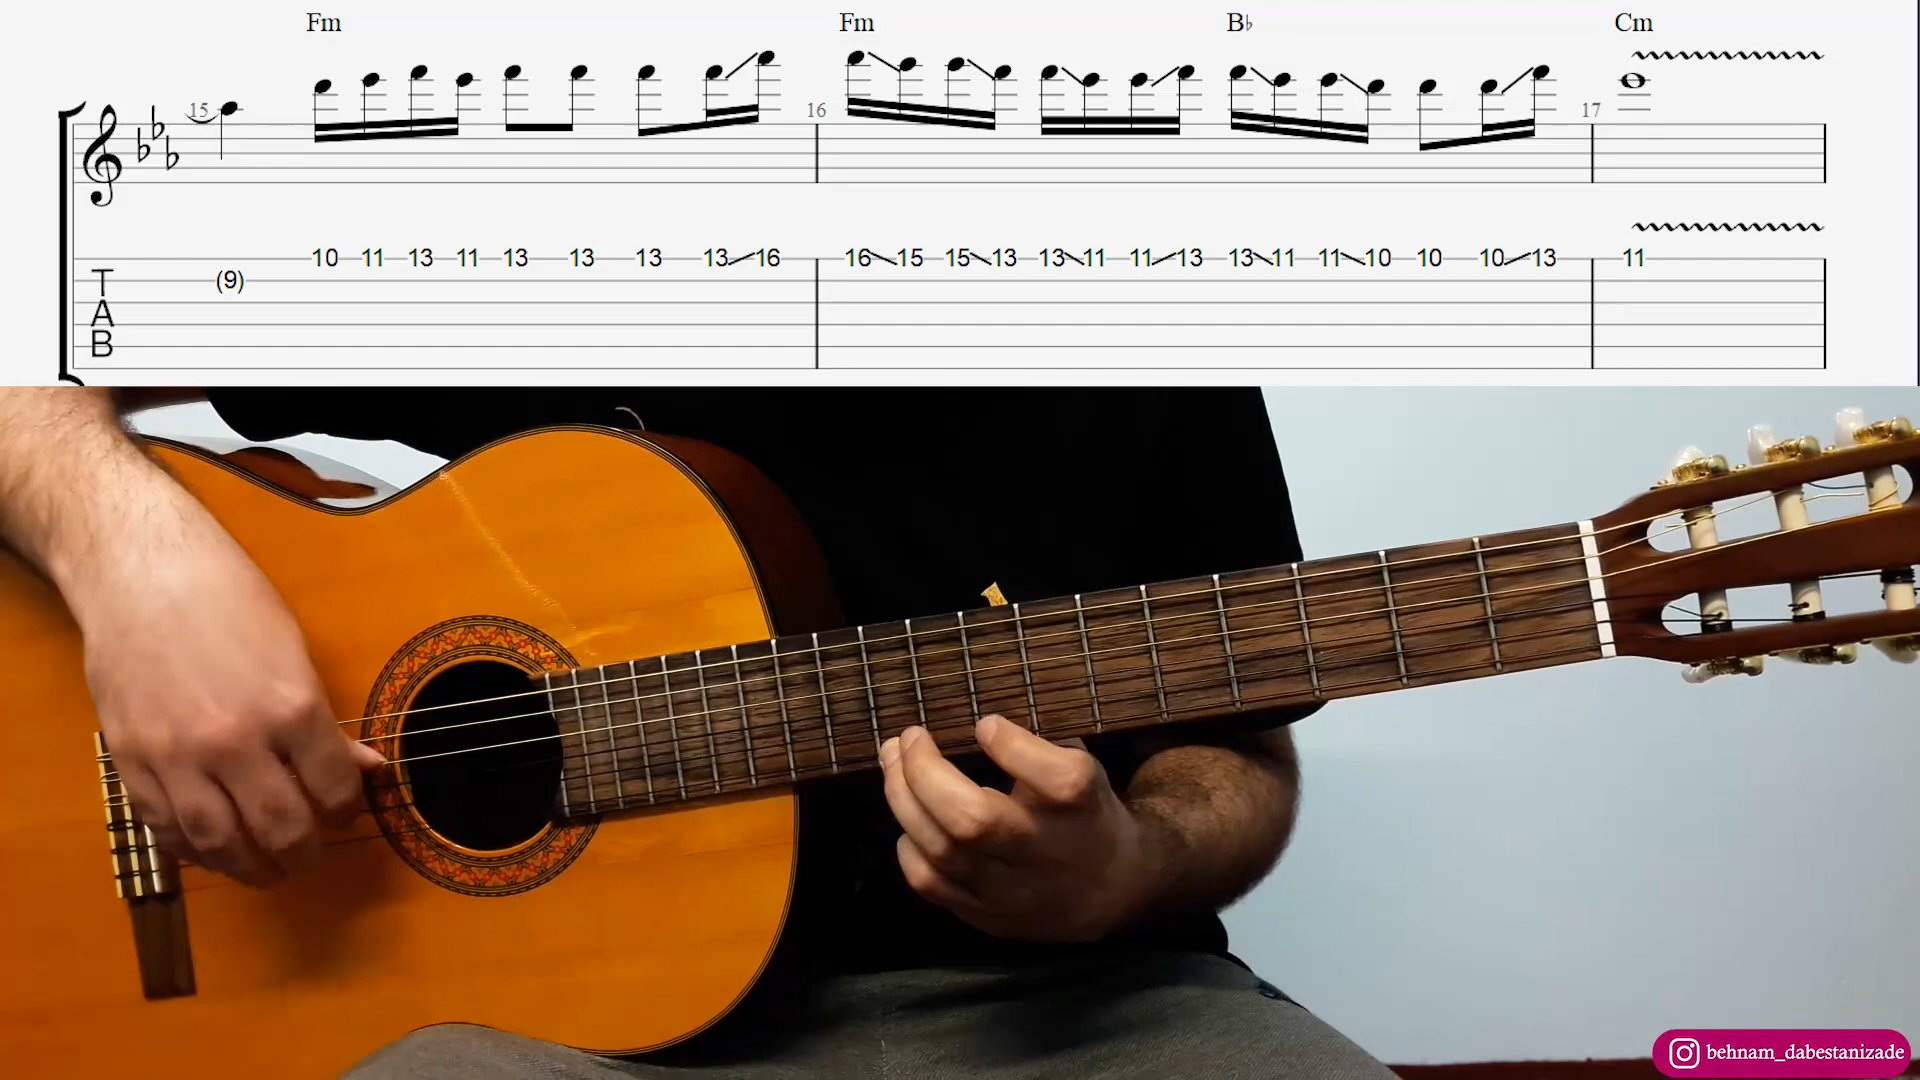 Fm Fm B♭ Cm
15 16 17
10 11 13 11 13 13 13 13 16 16 15 15 13 13 11 11 13 13 11 11 10 10 10 13 11
(9)
T
A
B
behnam_dabestanizade